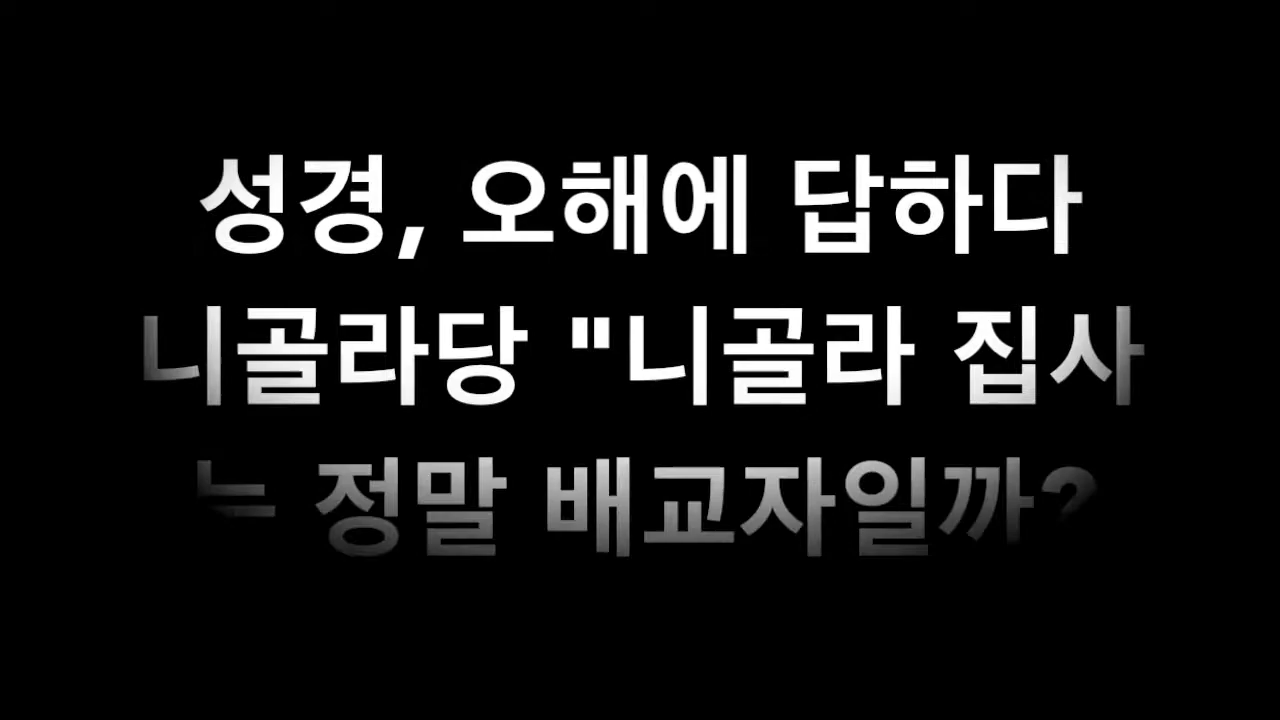 성경, 오해에 답하다
니골라당 "니골라 집사
는 정말 배교자일까?